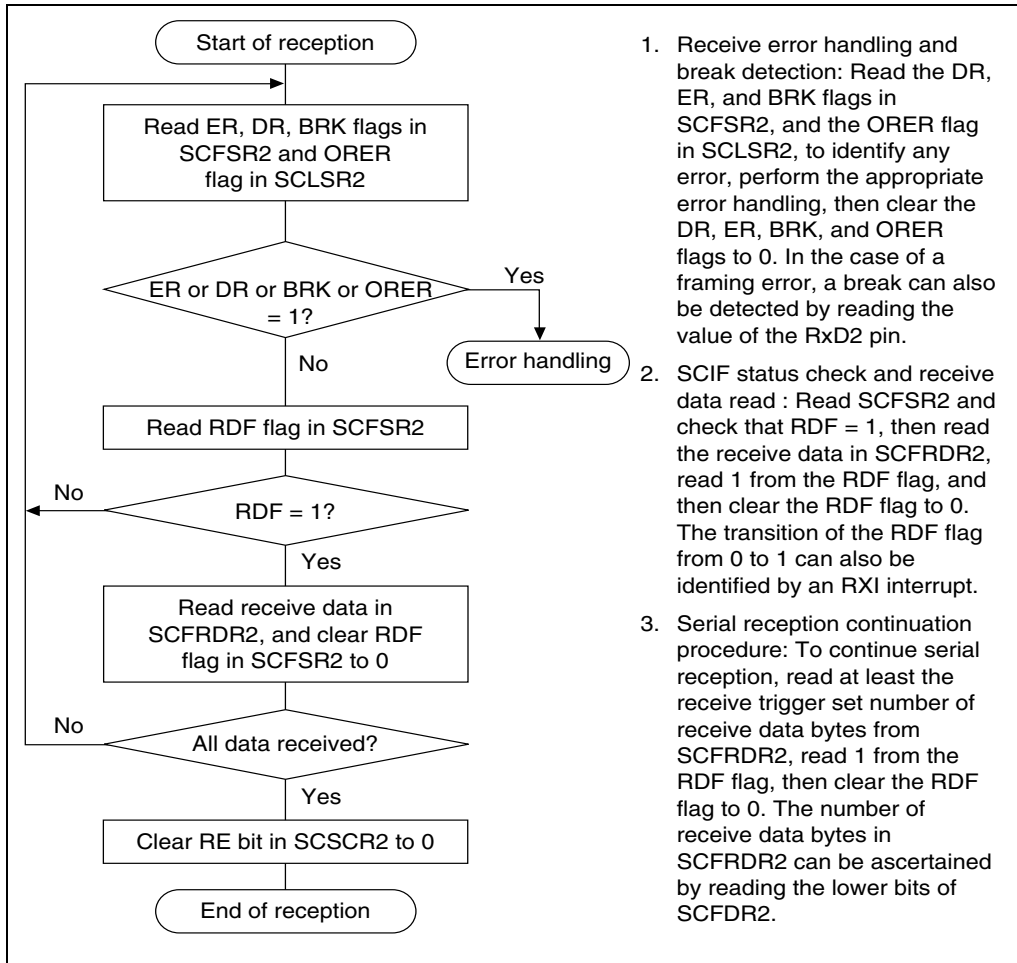 Start of reception
Read ER, DR, BRK flags in
SCFSR2 and ORER
flag in SCLSR2
ER or DR or BRK or ORER
= 1?
Yes
Error handling
No
Read RDF flag in SCFSR2
No
RDF = 1?
Yes
Read receive data in
SCFRDR2, and clear RDF
flag in SCFSR2 to 0
No
All data received?
Yes
Clear RE bit in SCSCR2 to 0
End of reception
1. Receive error handling and
break detection: Read the DR,
ER, and BRK flags in
SCFSR2, and the ORER flag
in SCLSR2, to identify any
error, perform the appropriate
error handling, then clear the
DR, ER, BRK, and ORER
flags to 0. In the case of a
framing error, a break can also
be detected by reading the
value of the RxD2 pin.
2. SCIF status check and receive
data read : Read SCFSR2 and
check that RDF = 1, then read
the receive data in SCFRDR2,
read 1 from the RDF flag, and
then clear the RDF flag to 0.
The transition of the RDF flag
from 0 to 1 can also be
identified by an RXI interrupt.
3. Serial reception continuation
procedure: To continue serial
reception, read at least the
receive trigger set number of
receive data bytes from
SCFRDR2, read 1 from the
RDF flag, then clear the RDF
flag to 0. The number of
receive data bytes in
SCFRDR2 can be ascertained
by reading the lower bits of
SCFDR2.